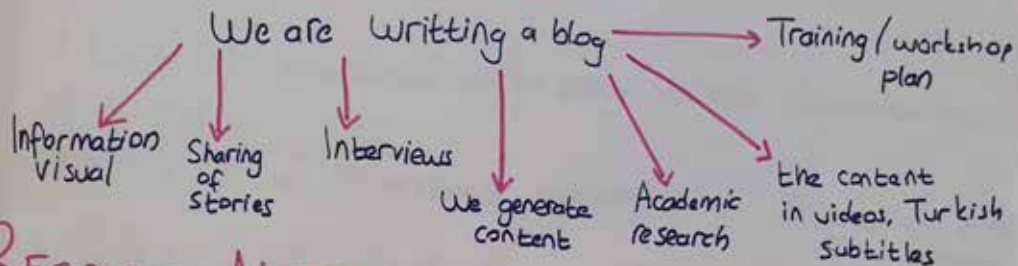 We are writting a blog
Training/workshop
plan
Information
Visual
Sharing
of
Stories
Interviews
We generate
content
Academic
research
the content
in videos, Turkish
subtitles